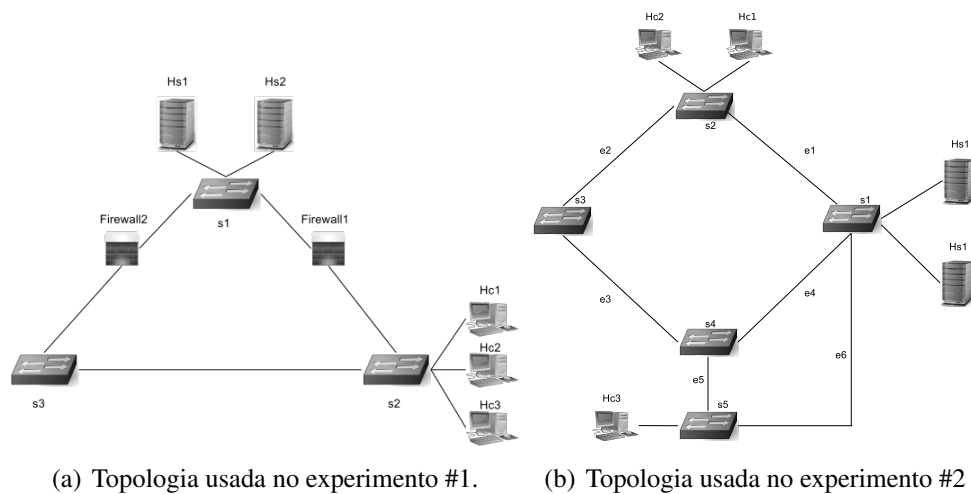 Hs1
Hs2
s1
Firewall2
Firewall1
Hc1
Hc2
Hc3
s3
s2
(a) Topologia usada no experimento #1.
Hc2
Hc1
s2
e2
e1
Hs1
s3
s1
Hs1
e3
e4
s4
e6
e5
s5
Hc3
(b) Topologia usada no experimento #2